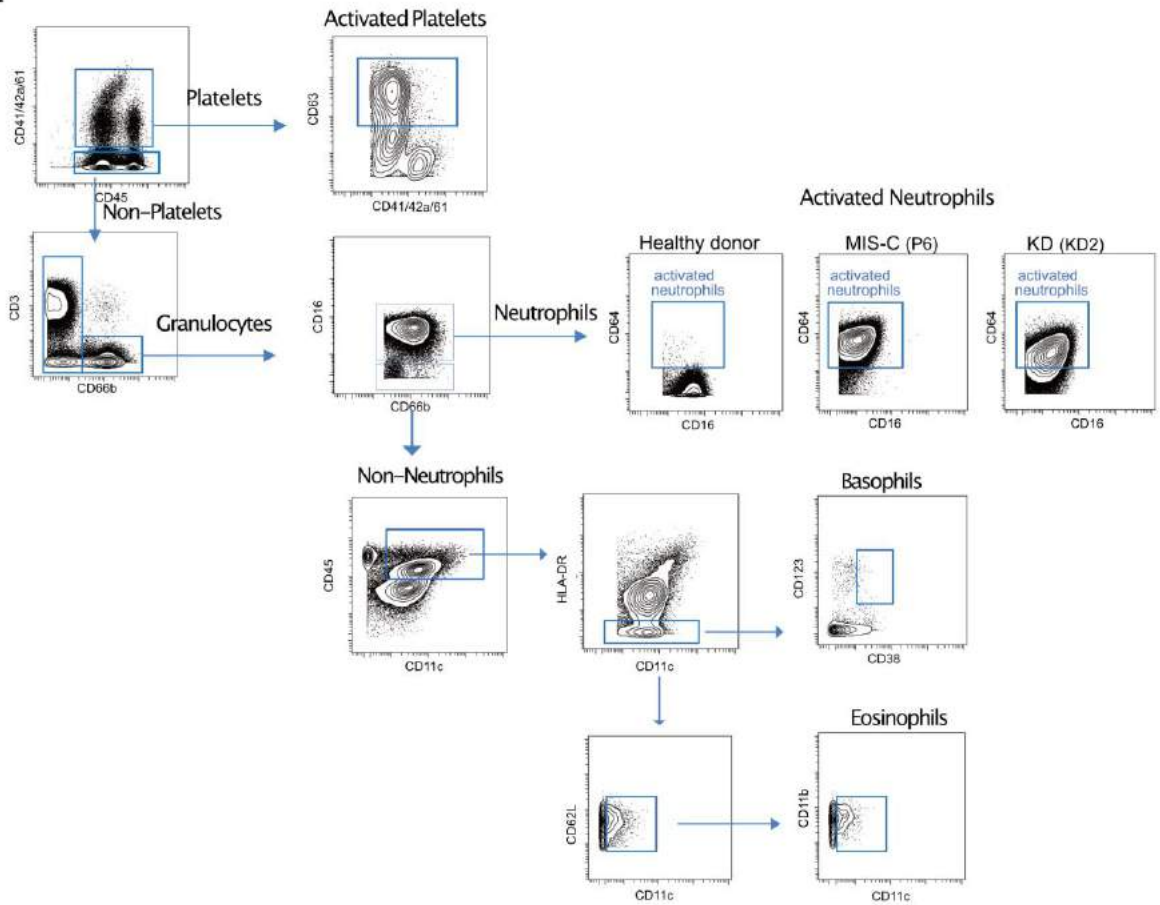 Activated Platelets
CD41/42a/61
CD45
Platelets
CD63
CD41/42a/61
Non-Platelets
CD3
CD66b
Granulocytes
CD16
CD66b
Neutrophils
Activated Neutrophils
Healthy donor
activated
neutrophils
CD64
CD16
MIS-C (P6)
activated
neutrophils
CD64
CD16
KD (KD2)
activated
neutrophils
CD64
CD16
Non-Neutrophils
CD45
CD11c
HLA-DR
CD11c
Basophils
CD123
CD38
CD62L
CD11c
Eosinophils
CD11b
CD11c